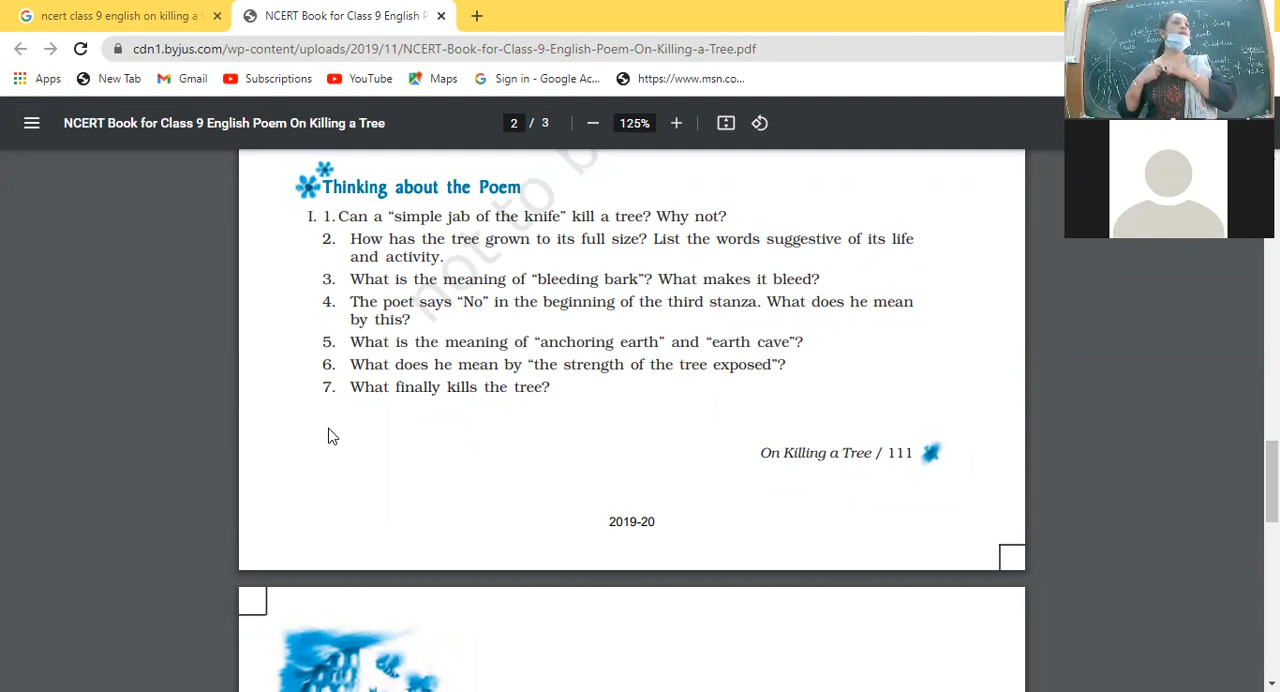 ncert class 9 english on killing a t
NCERT Book for Class 9 English P
cdn1.byjus.com/wp-content/uploads/2019/11/NCERT-Book-for-Class-9-English-Poem-On-Killing-a-Tree.pdf
Apps New Tab Gmail Subscriptions YouTube Maps Sign in - Google Ac... https://www.msn.co...
NCERT Book for Class 9 English Poem On Killing a Tree 2 / 3 125%
not to b
Thinking about the Poem
I. 1. Can a “simple jab of the knife” kill a tree? Why not?
2. How has the tree grown to its full size? List the words suggestive of its life
and activity.
3. What is the meaning of “bleeding bark”? What makes it bleed?
4. The poet says “No” in the beginning of the third stanza. What does he mean
by this?
5. What is the meaning of “anchoring earth” and “earth cave”?
6. What does he mean by “the strength of the tree exposed”?
7. What finally kills the tree?
On Killing a Tree / 111
2019-20